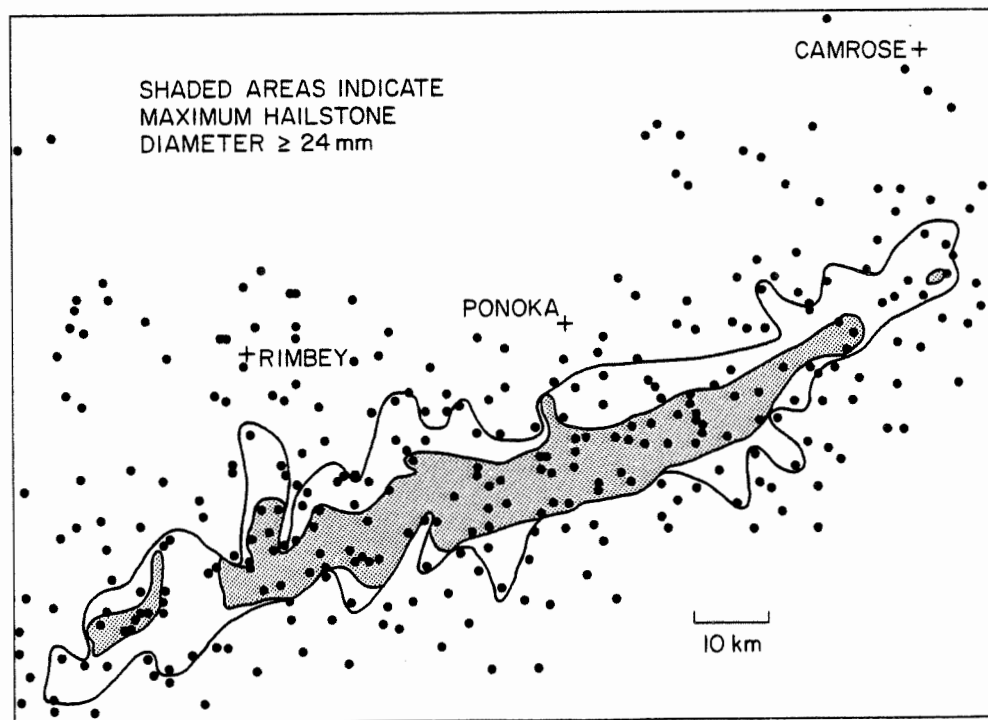 CAMROSE+
SHADED AREAS INDICATE
MAXIMUM HAILSTONE
DIAMETER ≥ 24 mm
PONOKA +
+RIMBEY
10 km